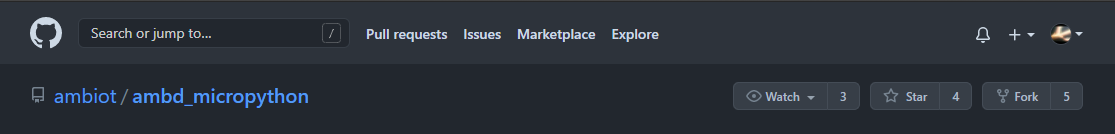 Search or jump to... / Pull requests Issues Marketplace Explore
ambiot / ambd_micropython Watch 3 Star 4 Fork 5